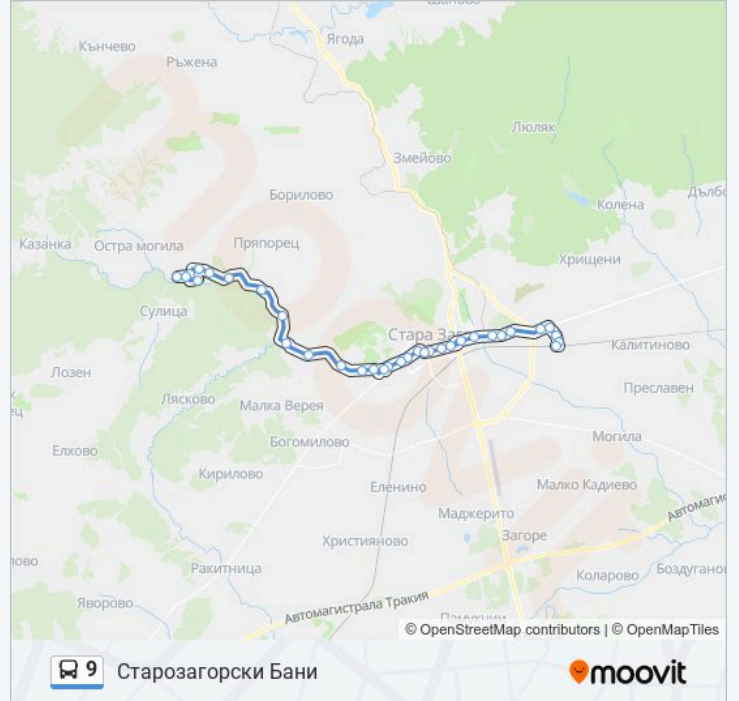 Кънчево
Ягода
Ръжена
Люляк
Змейово
Борилово
Колена
Казанка
Остра могила
Пряпорец
Хрищени
Сулица
Стара Заг
Калитиново
Лозен
Преславен
Лясково
Малка Верея
Богомилово
Могила
Елхово
Кирилово
Еленино
Малко Кадиево
Маджерито
Християново
Загоре
Ракитница
Коларово
Яворово
Автомагистрала Тракия
© OpenStreetMap contributors | © OpenMapTiles
9 Старозагорски Бани
moovit